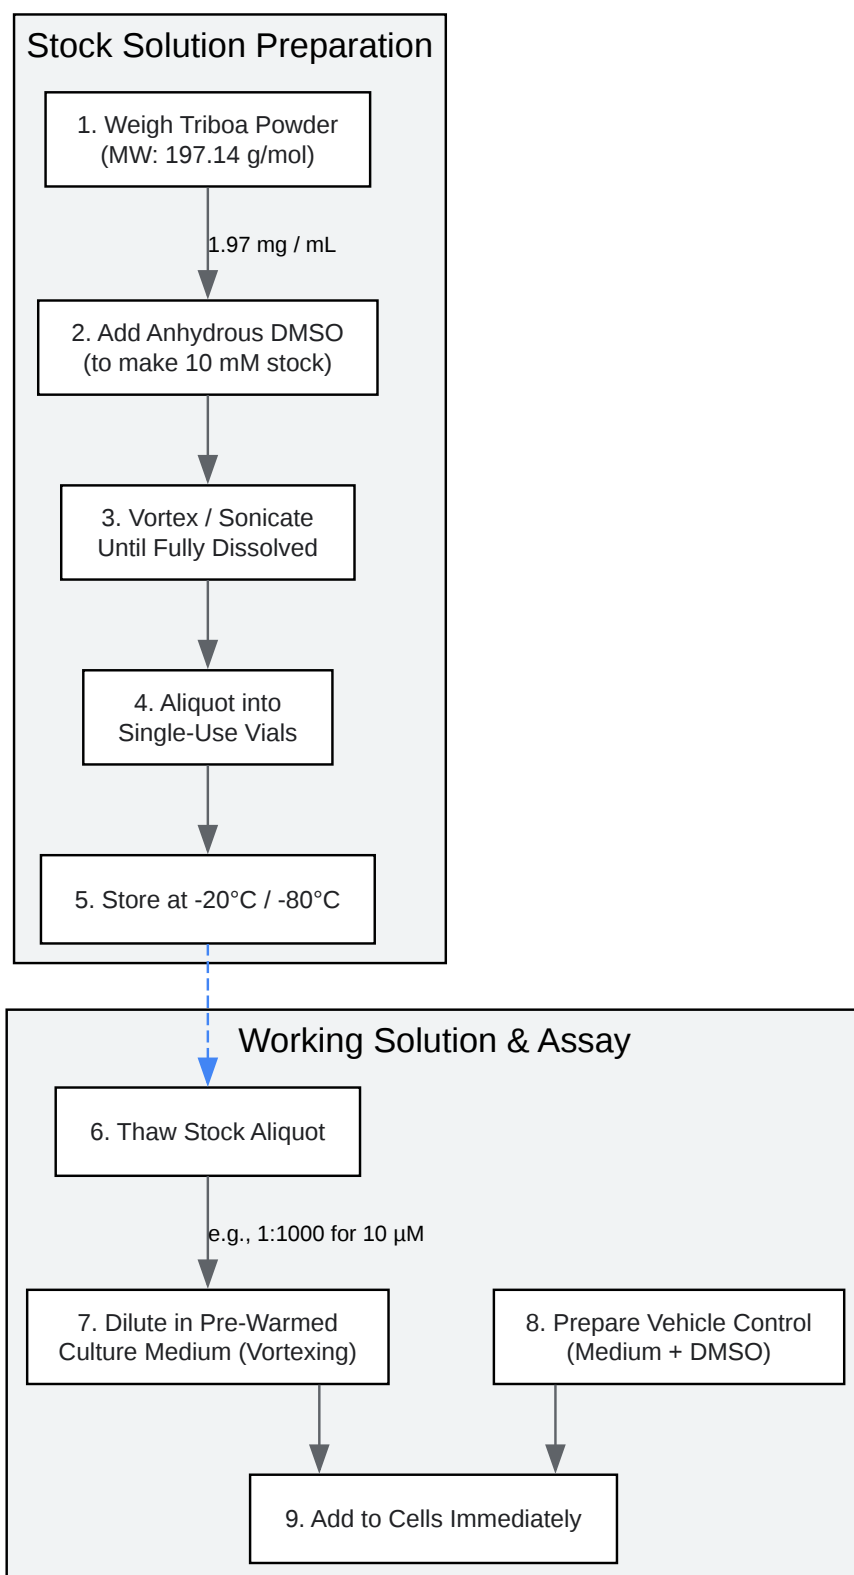 Stock Solution Preparation
1. Weigh Triboa Powder
(MW: 197.14 g/mol)
1.97 mg / mL
2. Add Anhydrous DMSO
(to make 10 mM stock)
3. Vortex / Sonicate
Until Fully Dissolved
4. Aliquot into
Single-Use Vials
5. Store at -20°C / -80°C
Working Solution & Assay
6. Thaw Stock Aliquot
e.g., 1:1000 for 10 µM
7. Dilute in Pre-Warmed
Culture Medium (Vortexing)
8. Prepare Vehicle Control
(Medium + DMSO)
9. Add to Cells Immediately